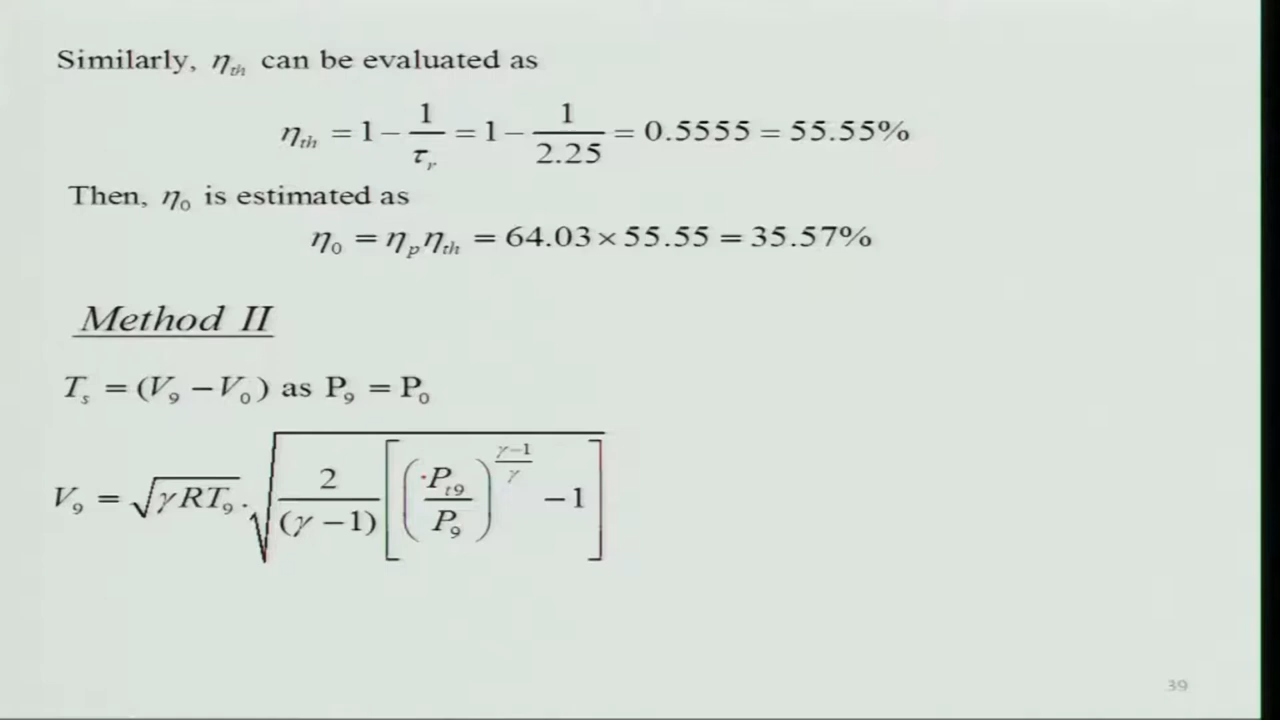 Similarly, η_th can be evaluated as
η_th = 1 − 1/τ_r = 1 − 1/2.25 = 0.5555 = 55.55%
Then, η_0 is estimated as
η_0 = η_p η_th = 64.03 × 55.55 = 35.57%
Method II
T_s = (V_9 − V_0) as P_9 = P_0
V_9 = √(γRT_9) . √(2/(γ−1) [(P_t9/P_9)^((γ−1)/γ) − 1])
39